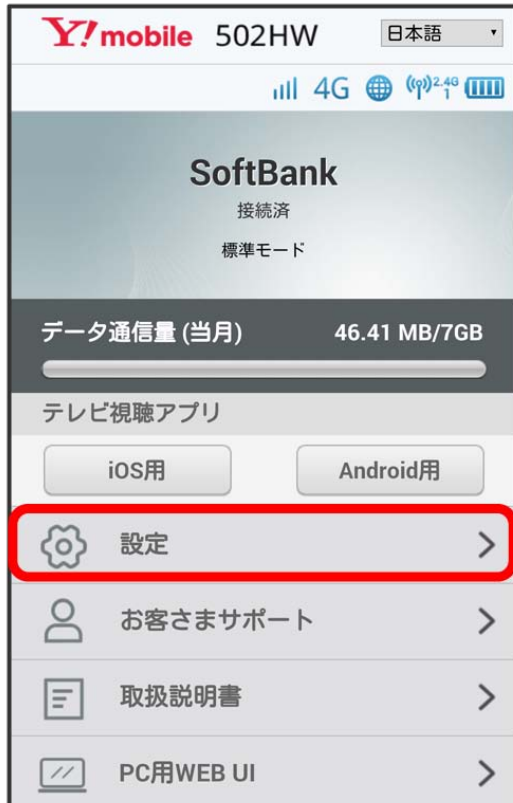 Y!mobile 502HW 日本語
4G 2.4G 1
SoftBank
接続済
標準モード
データ通信量 (当月) 46.41 MB/7GB
テレビ視聴アプリ
iOS用 Android用
設定
お客さまサポート
取扱説明書
PC用WEB UI